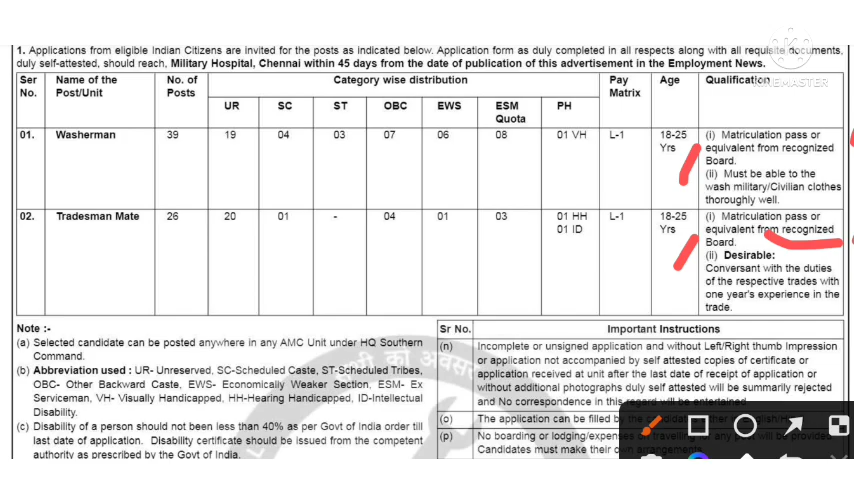 1. Applications from eligible Indian Citizens are invited for the posts as indicated below. Application form as duly completed in all respects along with all requisite documents,
duly self-attested, should reach, Military Hospital, Chennai within 45 days from the date of publication of this advertisement in the Employment News.
Ser No. Name of the Post/Unit No. of Posts Category wise distribution Pay Matrix Age Qualification
UR SC ST OBC EWS ESM Quota PH
KINEMASTER
01. Washerman 39 19 04 03 07 06 08 01 VH L-1 18-25 Yrs (i) Matriculation pass or
equivalent from recognized
Board.
(ii) Must be able to the
wash military/Civilian clothes
thoroughly well.
02. Tradesman Mate 26 20 01 - 04 01 03 01 HH 01 ID L-1 18-25 Yrs (i) Matriculation pass or
equivalent from recognized
Board.
(ii) Desirable:
Conversant with the duties
of the respective trades with
one year's experience in the
trade.
Note :-
(a) Selected candidate can be posted anywhere in any AMC Unit under HQ Southern
Command.
(b) Abbreviation used : UR- Unreserved, SC-Scheduled Caste, ST-Scheduled Tribes,
OBC- Other Backward Caste, EWS- Economically Weaker Section, ESM- Ex
Serviceman, VH- Visually Handicapped, HH-Hearing Handicapped, ID-Intellectual
Disability.
(c) Disability of a person should not been less than 40% as per Govt of India order till
last date of application. Disability certificate should be issued from the competent
authority as prescribed by the Govt of India.
Sr No. Important Instructions
(n) Incomplete or unsigned application and without Left/Right thumb Impression
or application not accompanied by self attested copies of certificate or
application received at unit after the last date of receipt of application or
without additional photographs duly self attested will be summarily rejected
and No correspondence in this regard will be entertained
(o) The application can be filled by the
(p) No boarding or lodging/expenses
Candidates must make their own